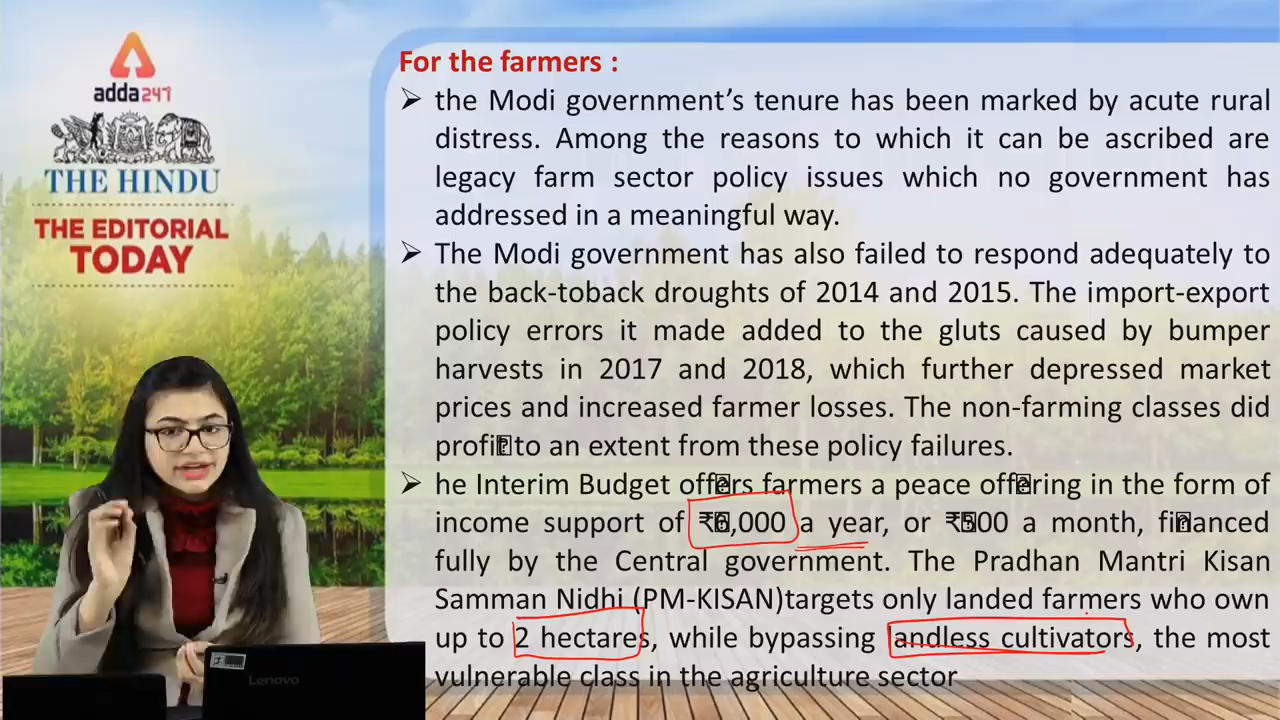 adda247
THE HINDU
THE EDITORIAL
TODAY
For the farmers :
➢ the Modi government's tenure has been marked by acute rural
distress. Among the reasons to which it can be ascribed are
legacy farm sector policy issues which no government has
addressed in a meaningful way.
➢ The Modi government has also failed to respond adequately to
the back-toback droughts of 2014 and 2015. The import-export
policy errors it made added to the gluts caused by bumper
harvests in 2017 and 2018, which further depressed market
prices and increased farmer losses. The non-farming classes did
profit to an extent from these policy failures.
➢ he Interim Budget offers farmers a peace offering in the form of
income support of ₹6,000 a year, or ₹500 a month, financed
fully by the Central government. The Pradhan Mantri Kisan
Samman Nidhi (PM-KISAN)targets only landed farmers who own
up to 2 hectares, while bypassing landless cultivators, the most
vulnerable class in the agriculture sector
Lenovo